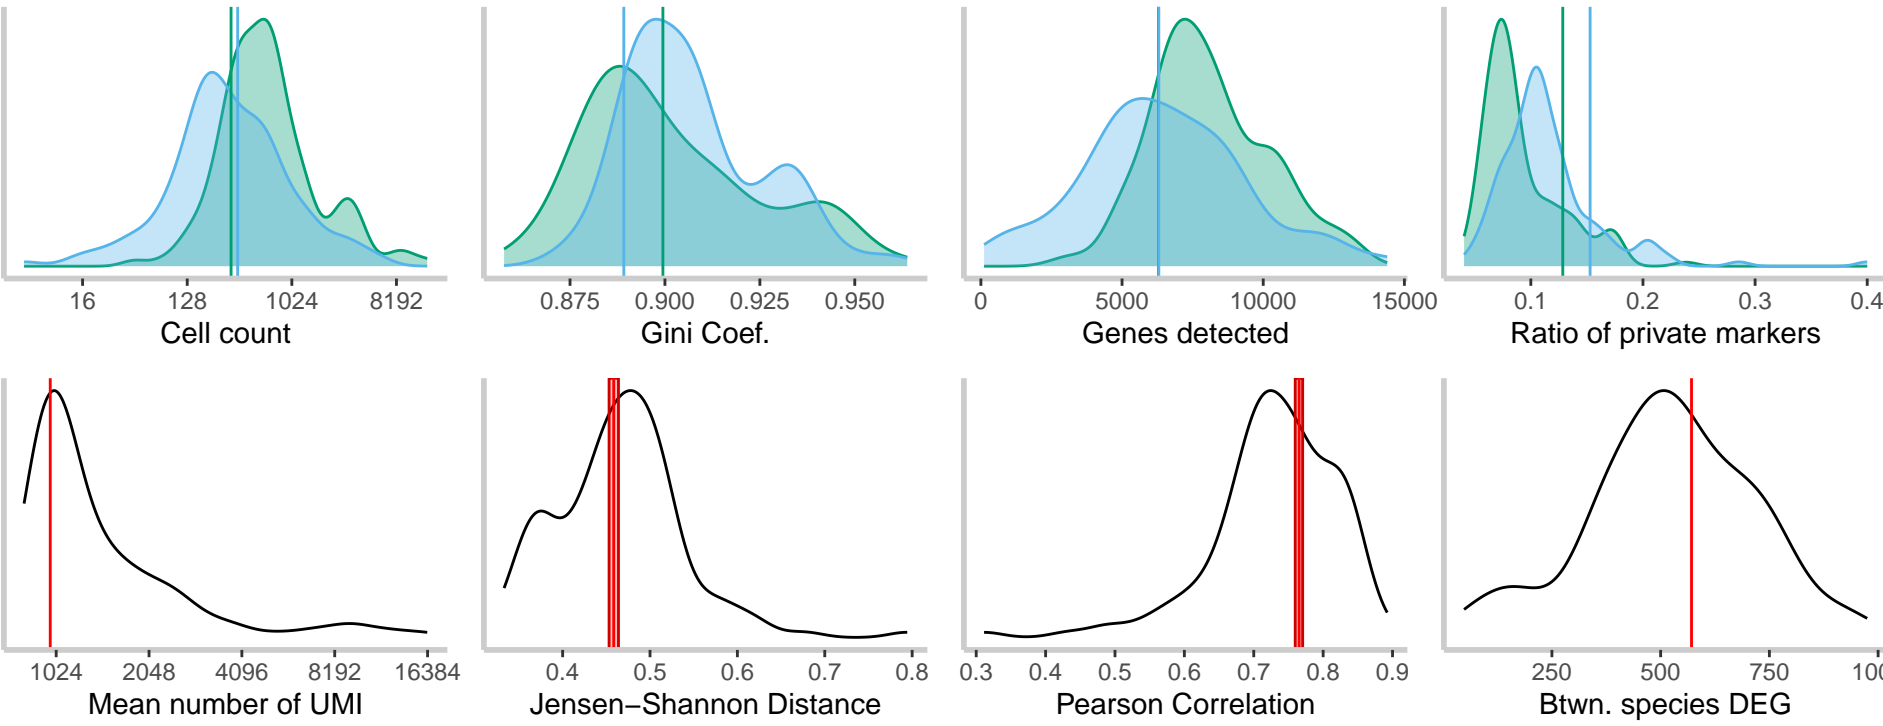 16 128 1024 8192
Cell count
0.875 0.900 0.925 0.950
Gini Coef.
0 5000 10000 15000
Genes detected
0.1 0.2 0.3 0.4
Ratio of private markers
1024 2048 4096 8192 16384
Mean number of UMI
0.4 0.5 0.6 0.7 0.8
Jensen−Shannon Distance
0.3 0.4 0.5 0.6 0.7 0.8 0.9
Pearson Correlation
250 500 750 100
Btwn. species DEG